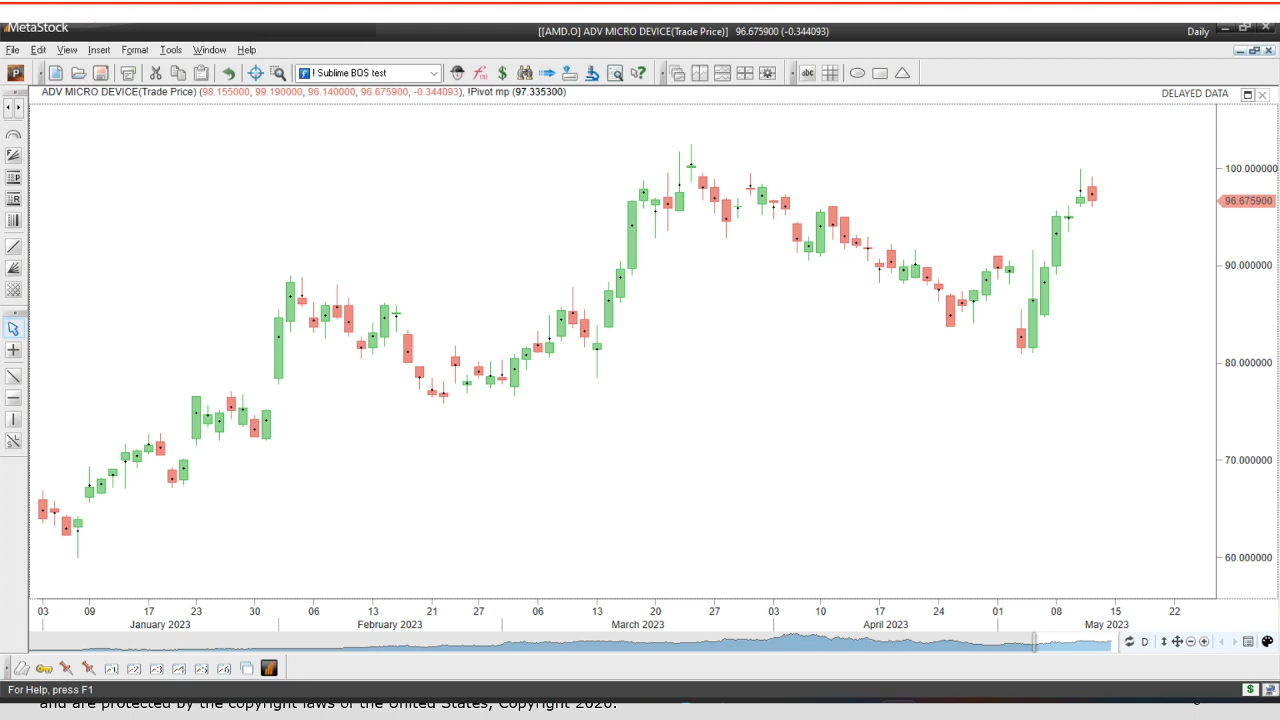 MetaStock
[[AMD.O] ADV MICRO DEVICE(Trade Price)] 96.675900 (-0.344093)
Daily
File Edit View Insert Format Tools Window Help
! Sublime BOS test
abc
ADV MICRO DEVICE(Trade Price) (98.155000, 99.190000, 96.140000, 96.675900, -0.344093), !Pivot mp (97.335300)
DELAYED DATA
100.000000
96.675900
90.000000
80.000000
70.000000
60.000000
03 09 17 23 30 06 13 21 27 06 13 20 27 03 10 17 24 01 08 15 22
January 2023 February 2023 March 2023 April 2023 May 2023
D
For Help, press F1
and are protected by the copyright laws of the United States, Copyright 2020.